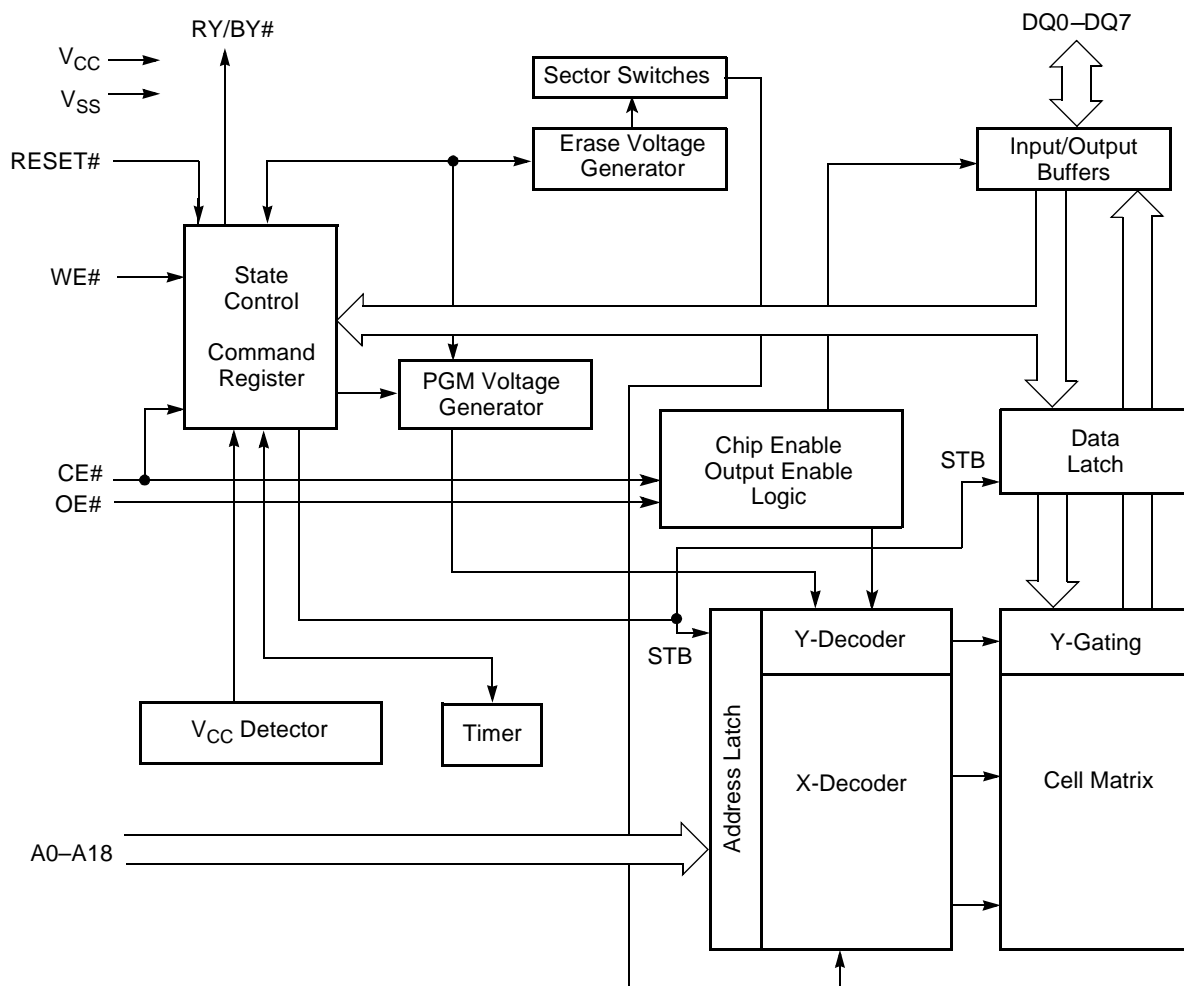 RY/BY#
DQ0–DQ7
VCC
VSS
Sector Switches
RESET#
Erase Voltage
Generator
Input/Output
Buffers
WE#
State
Control
Command
Register
PGM Voltage
Generator
Chip Enable
Output Enable
Logic
STB
Data
Latch
CE#
OE#
STB
Y-Decoder
Y-Gating
VCC Detector
Timer
Address Latch
X-Decoder
Cell Matrix
A0–A18